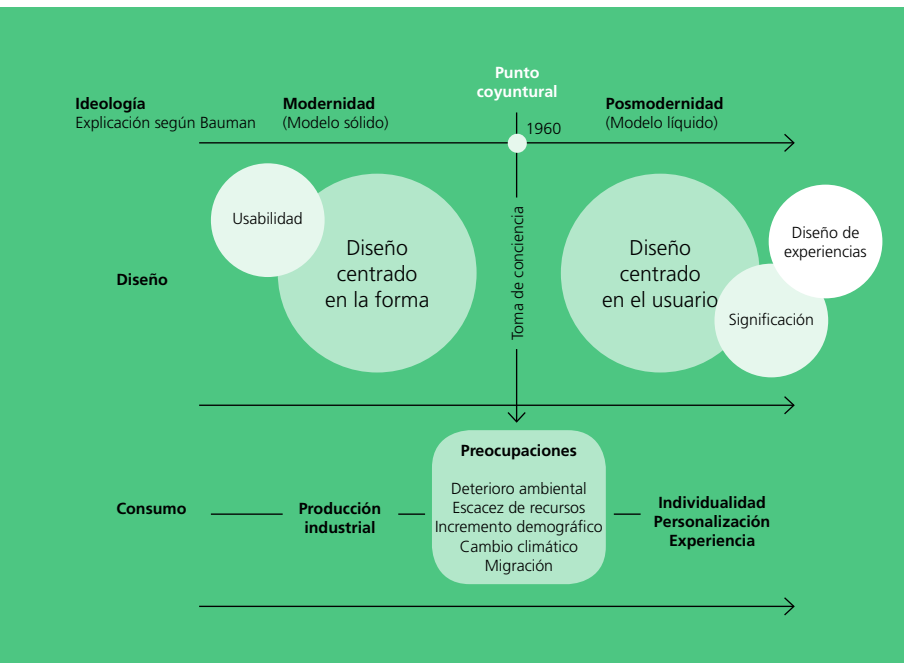 Punto
coyuntural
Ideología
Explicación según Bauman
Modernidad
(Modelo sólido)
1960
Posmodernidad
(Modelo líquido)
Diseño
Usabilidad
Diseño
centrado
en la forma
Toma de conciencia
Diseño
centrado
en el usuario
Diseño de
experiencias
Significación
Consumo
Producción
industrial
Preocupaciones
Deterioro ambiental
Escacez de recursos
Incremento demográfico
Cambio climático
Migración
Individualidad
Personalización
Experiencia